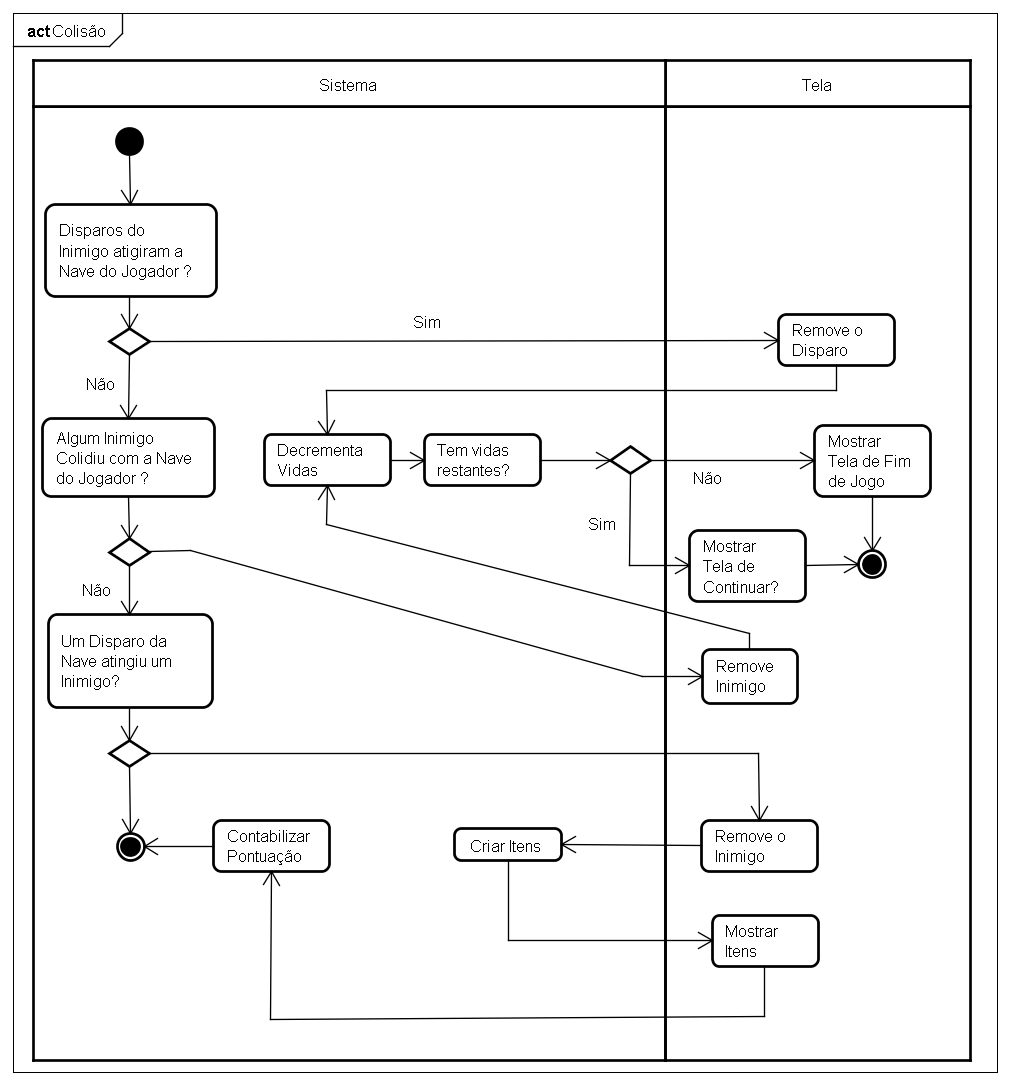 act Colisão
Sistema
Tela
Disparos do
Inimigo atigiram a
Nave do Jogador ?
Sim
Remove o
Disparo
Não
Algum Inimigo
Colidiu com a Nave
do Jogador ?
Decrementa
Vidas
Tem vidas
restantes?
Não
Mostrar
Tela de Fim
de Jogo
Sim
Mostrar
Tela de
Continuar?
Não
Um Disparo da
Nave atingiu um
Inimigo?
Remove
Inimigo
Contabilizar
Pontuação
Criar Itens
Remove o
Inimigo
Mostrar
Itens